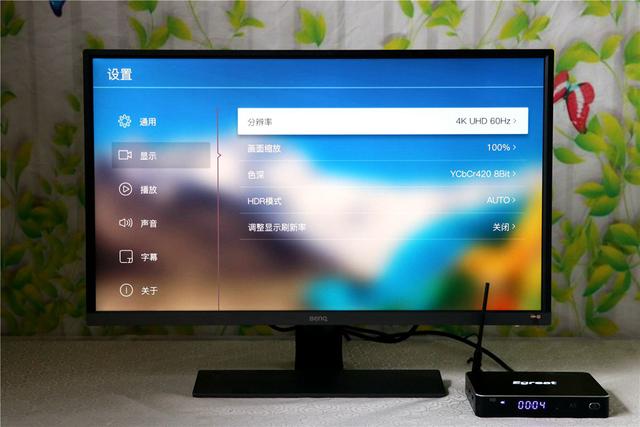 设置
通用
显示
播放
声音
字幕
关于
分辨率 4K UHD 60Hz
画面缩放 100%
色深 YCbCr420 8Bit
HDR模式 AUTO
调整显示刷新率 关闭
BenQ
Egreat
0004